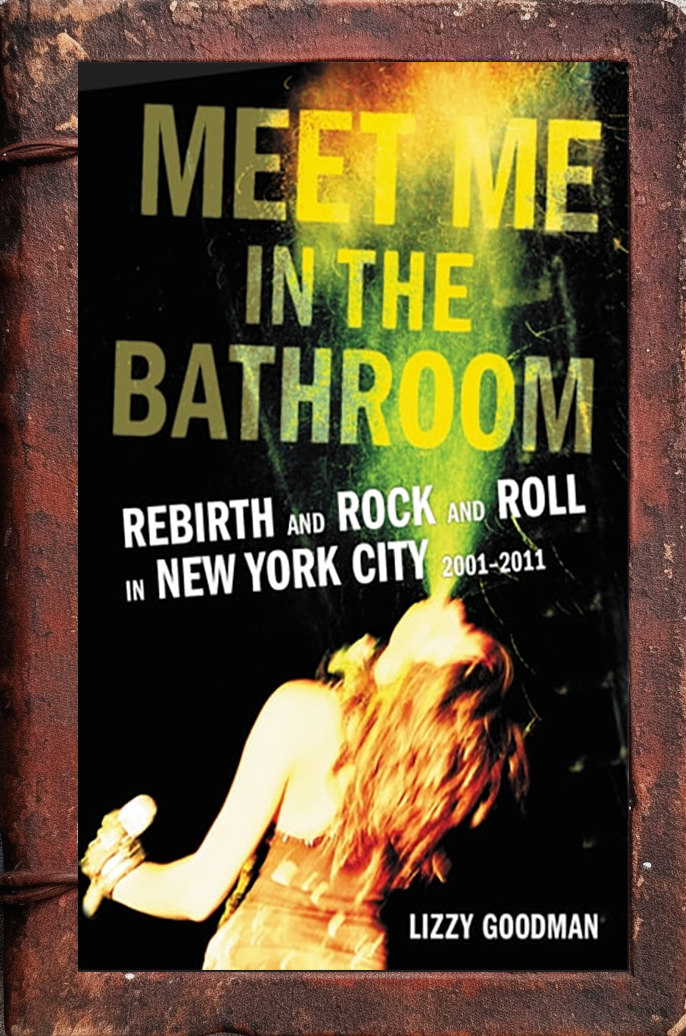 MEET ME
IN THE
BATHROOM
REBIRTH AND ROCK AND ROLL
IN NEW YORK CITY 2001–2011
LIZZY GOODMAN